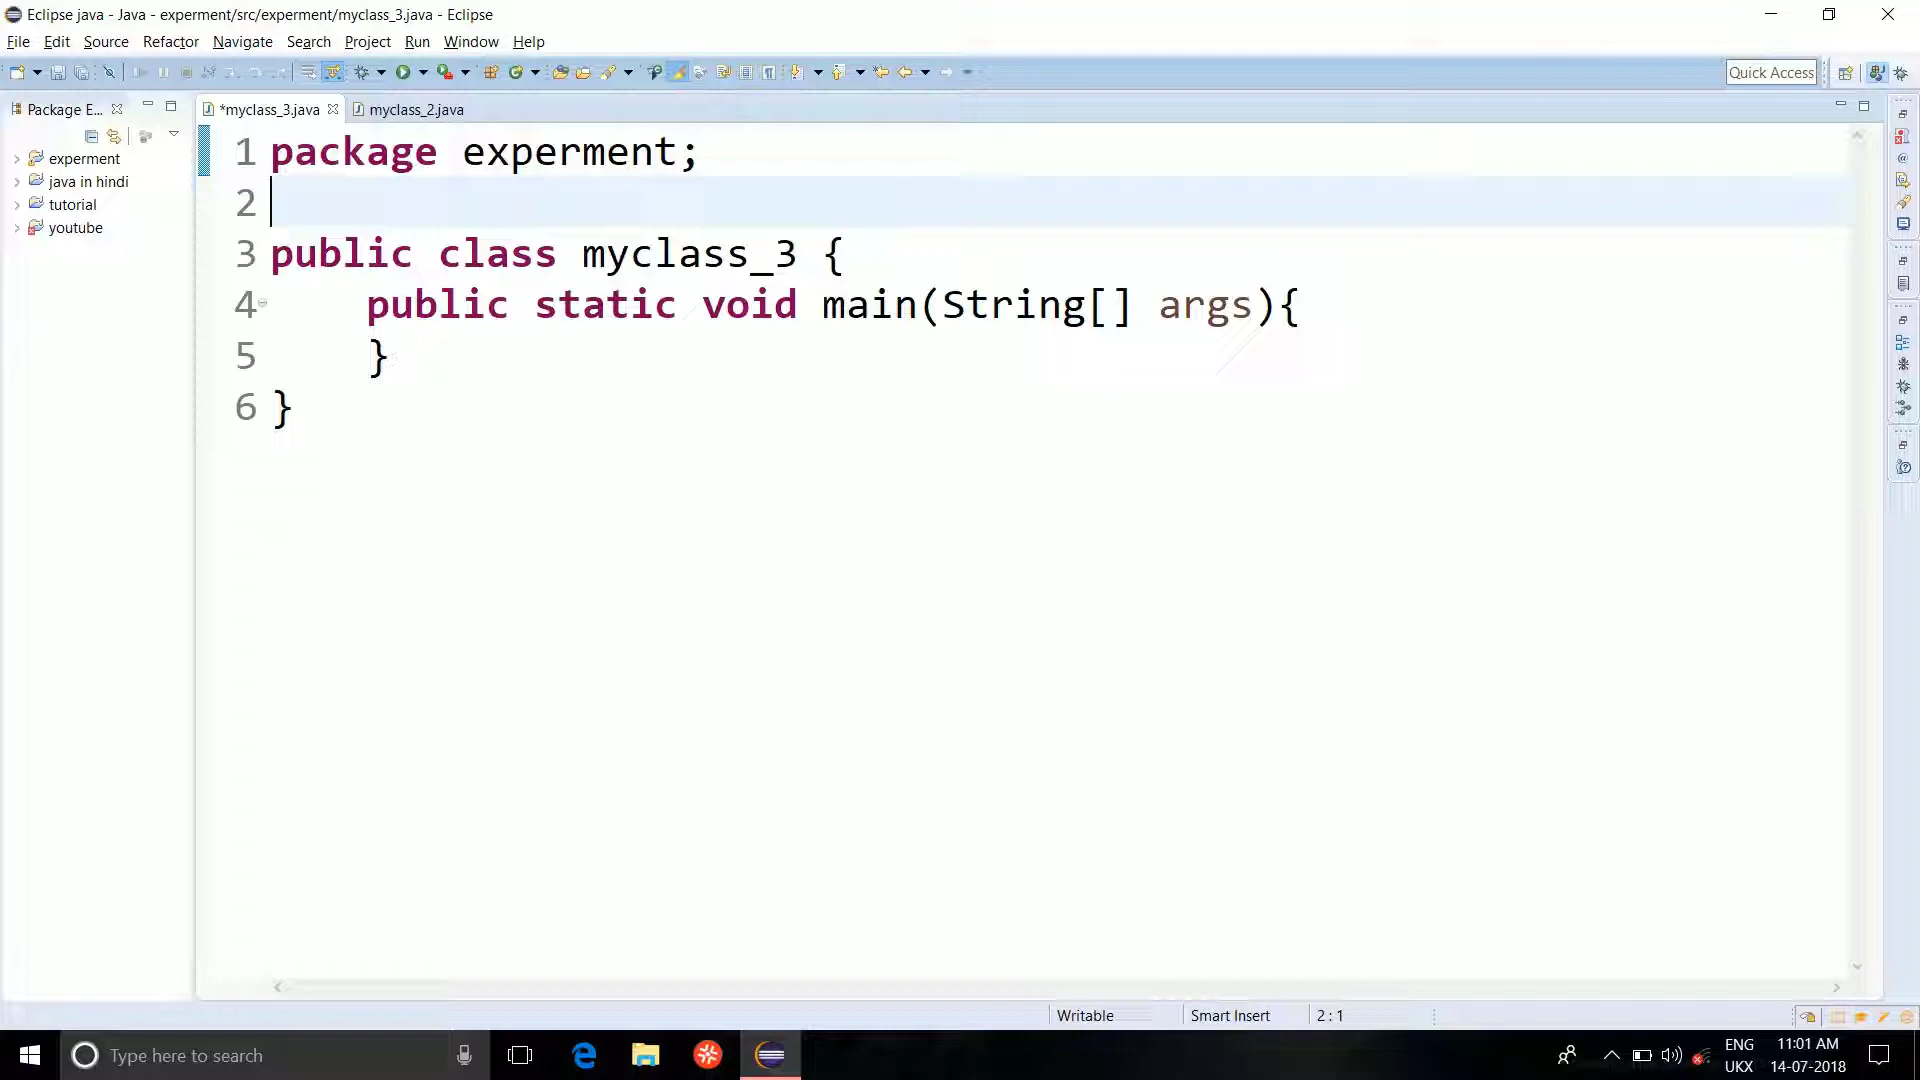 Eclipse java - Java - experment/src/experment/myclass_3.java - Eclipse
File Edit Source Refactor Navigate Search Project Run Window Help
Quick Access
Package E...
*myclass_3.java
myclass_2.java
experment
java in hindi
tutorial
youtube
1 package experment;
2
3 public class myclass_3 {
4 public static void main(String[] args){
5 }
6 }
Writable
Smart Insert
2 : 1
Type here to search
ENG
UKX
11:01 AM
14-07-2018